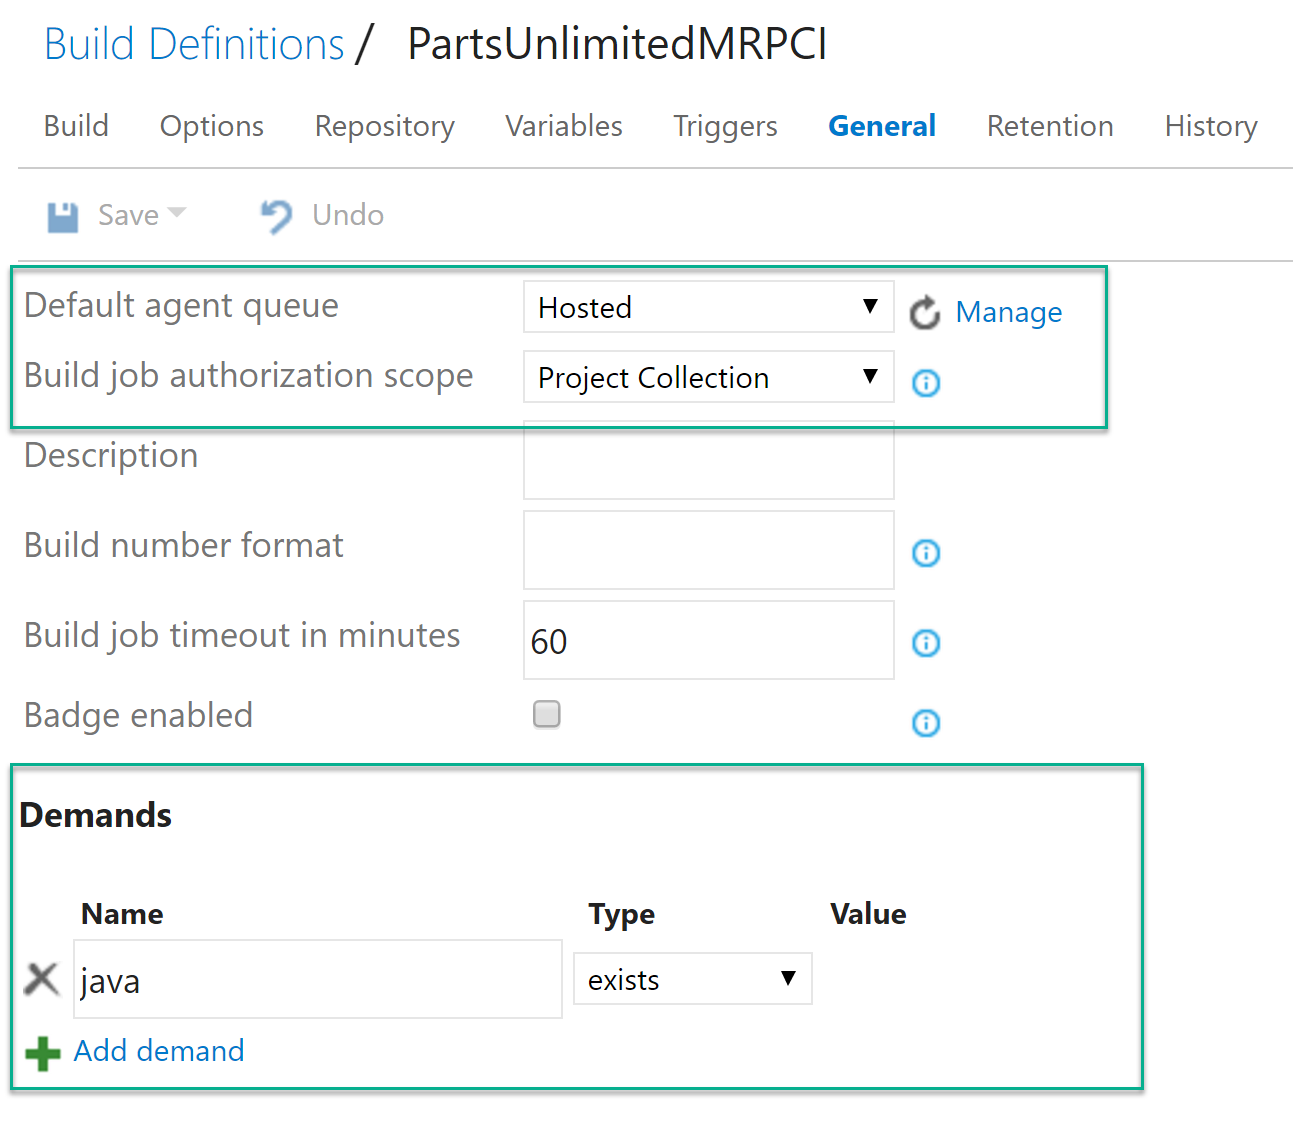 Build Definitions / PartsUnlimitedMRPCI
Build Options Repository Variables Triggers General Retention History
Save Undo
Default agent queue Hosted Manage
Build job authorization scope Project Collection
Description
Build number format
Build job timeout in minutes 60
Badge enabled
Demands
Name Type Value
java exists
Add demand